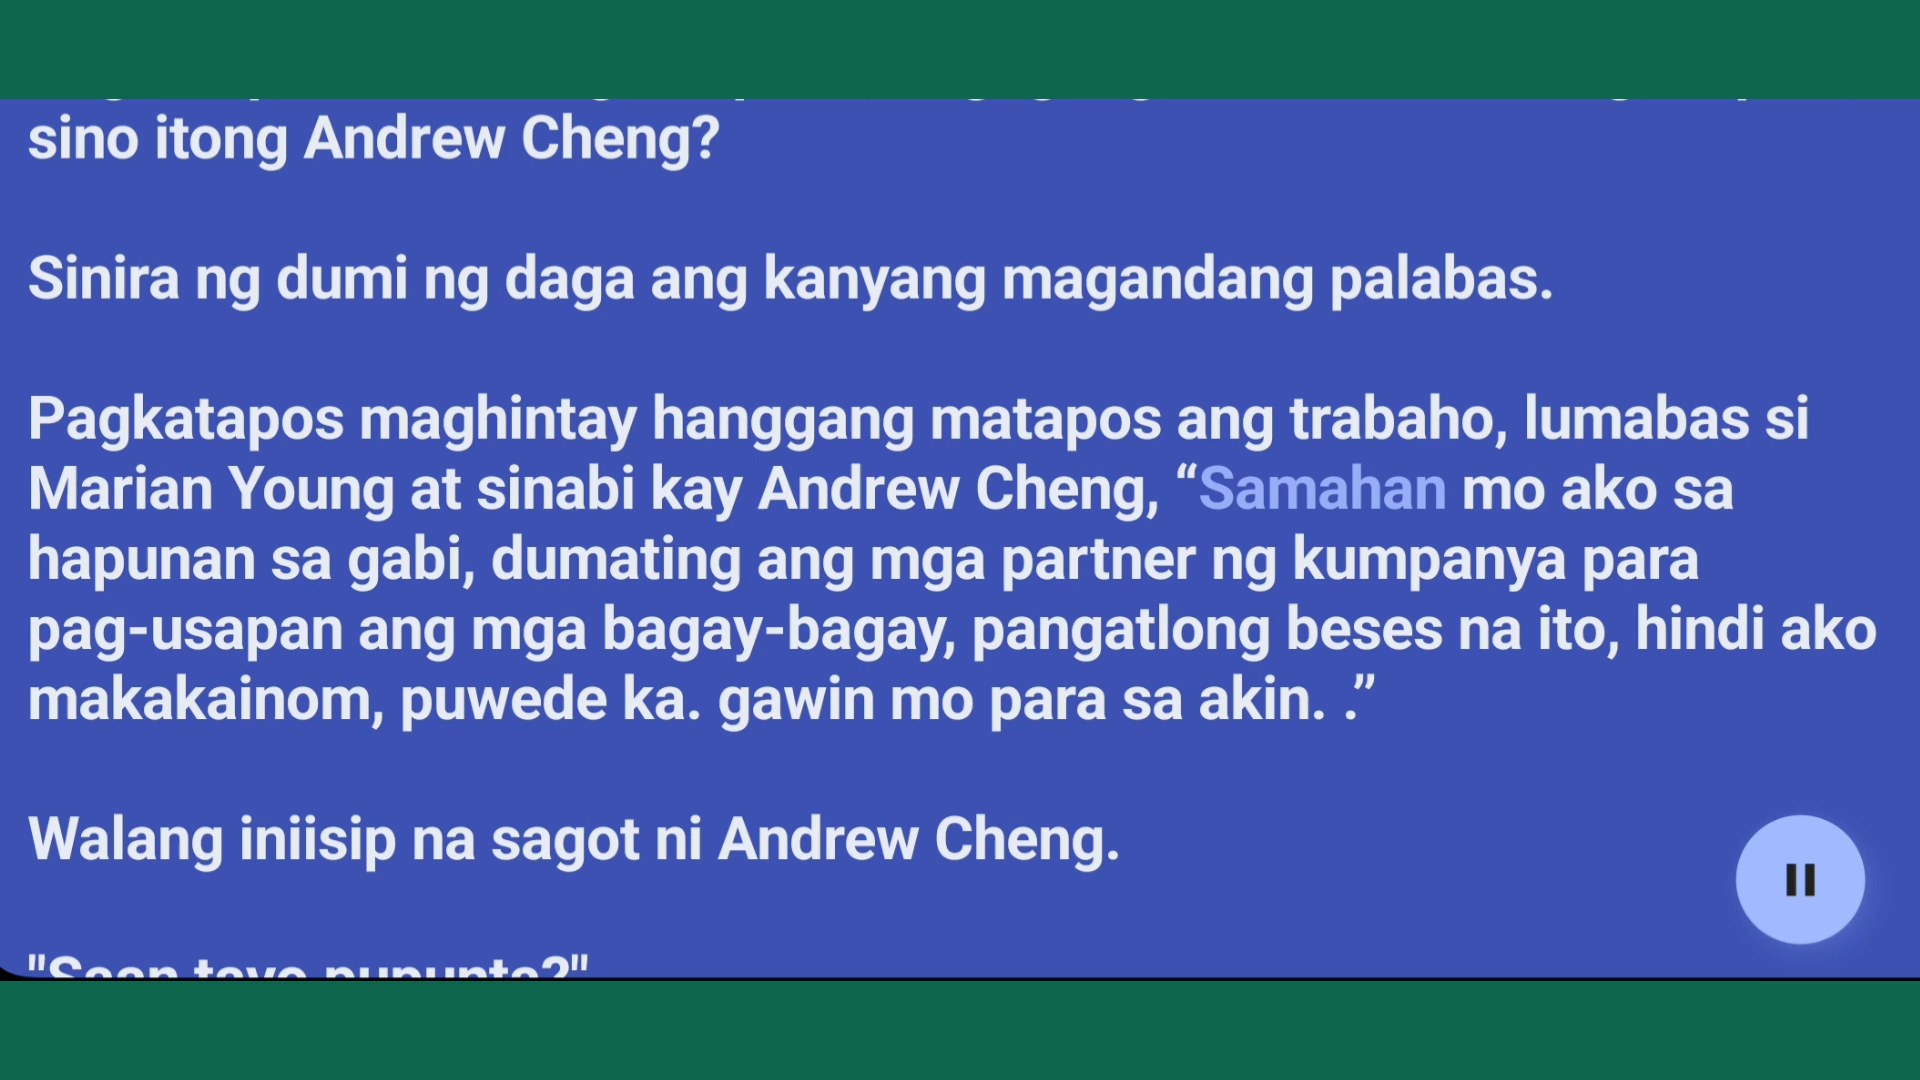 sino itong Andrew Cheng?
Sinira ng dumi ng daga ang kanyang magandang palabas.
Pagkatapos maghintay hanggang matapos ang trabaho, lumabas si
Marian Young at sinabi kay Andrew Cheng, “Samahan mo ako sa
hapunan sa gabi, dumating ang mga partner ng kumpanya para
pag-usapan ang mga bagay-bagay, pangatlong beses na ito, hindi ako
makakainom, puwede ka. gawin mo para sa akin. .”
Walang iniisip na sagot ni Andrew Cheng.
"Saan tayo pupunta?"